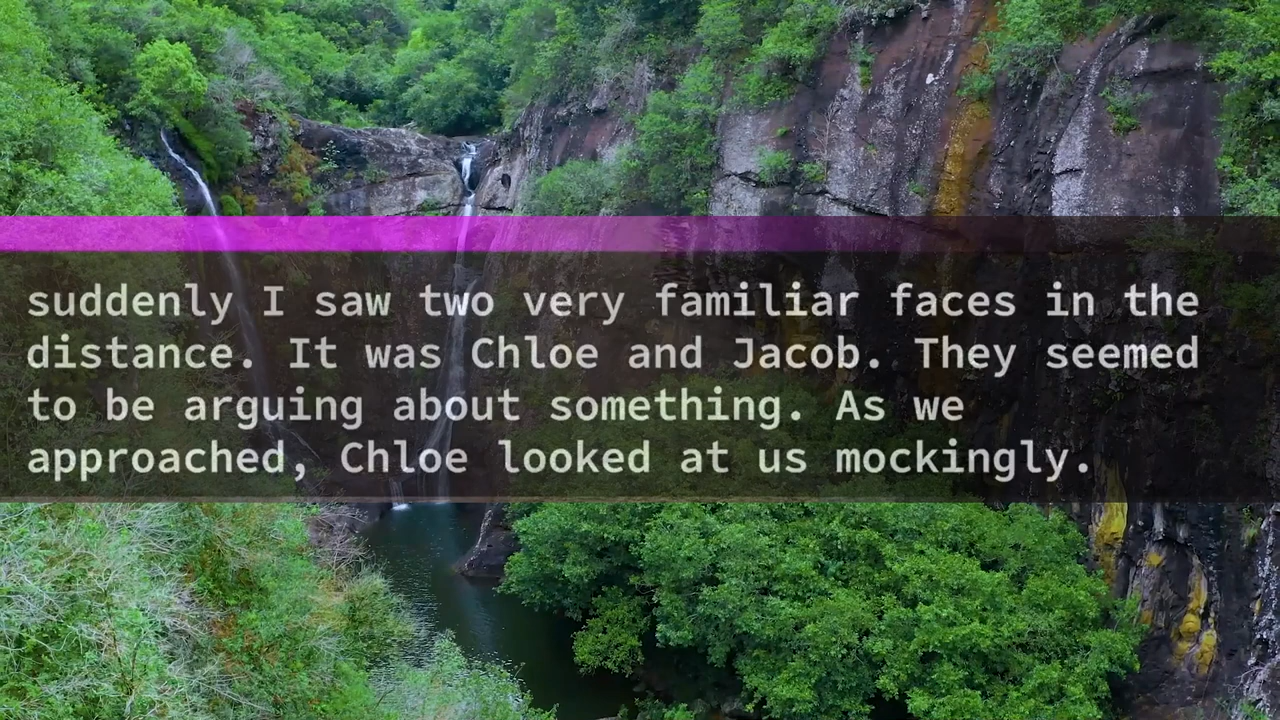 suddenly I saw two very familiar faces in the
distance. It was Chloe and Jacob. They seemed
to be arguing about something. As we
approached, Chloe looked at us mockingly.